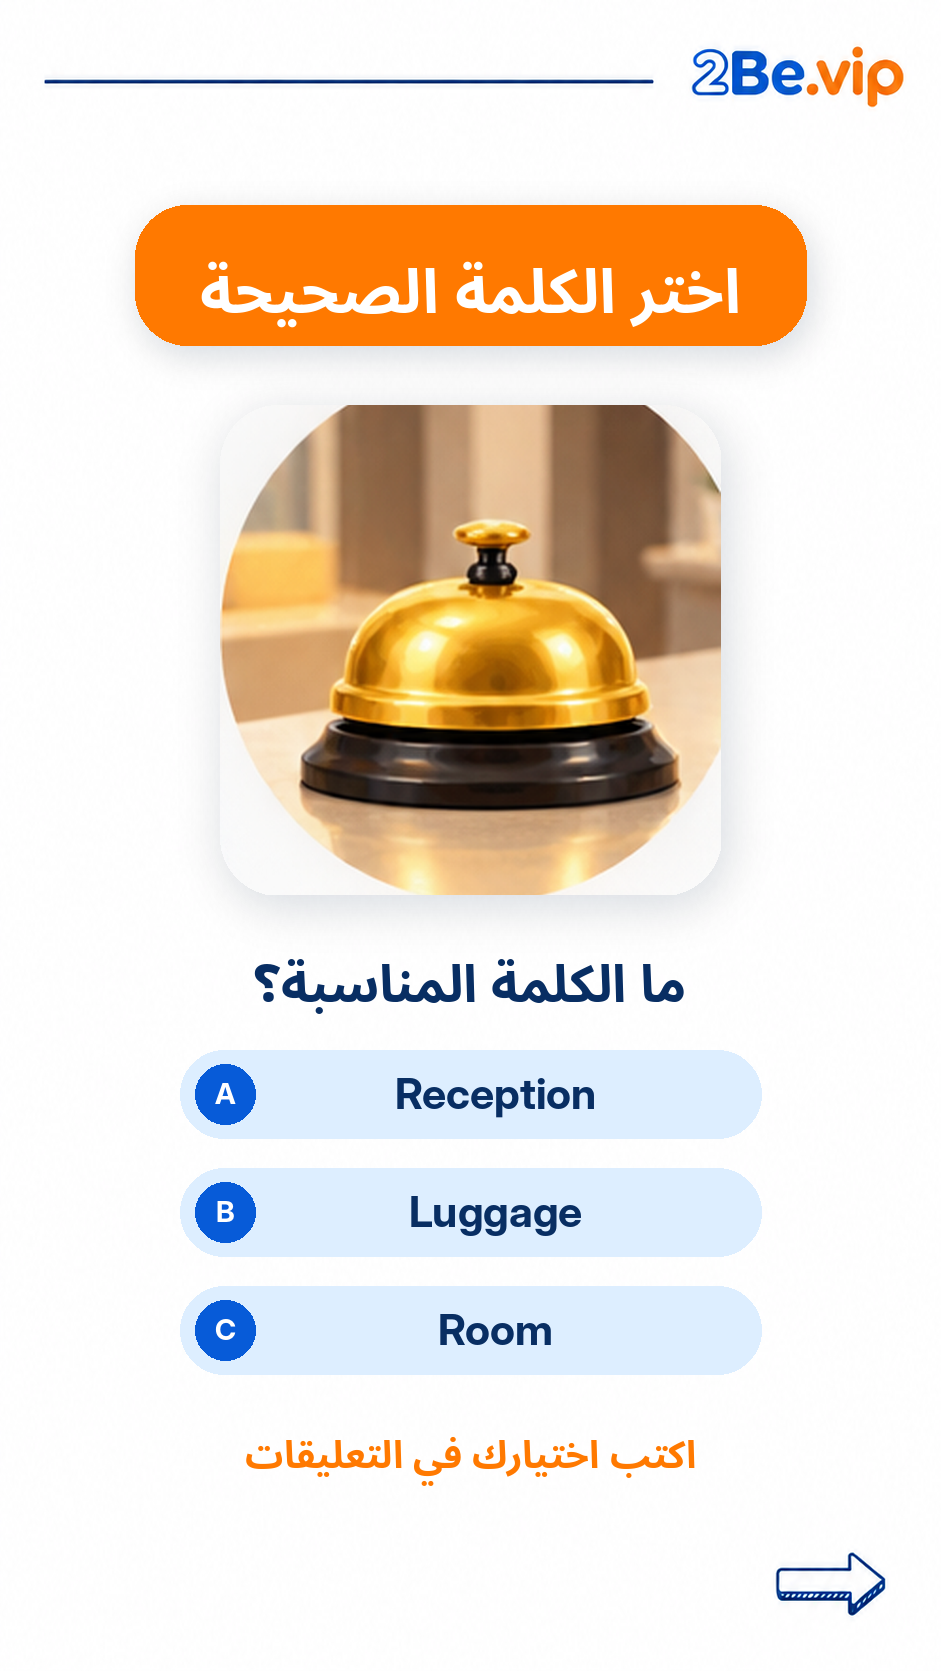 2Be.vip
اختر الكلمة الصحيحة
ما الكلمة المناسبة؟
A Reception
B Luggage
C Room
اكتب اختيارك في التعليقات